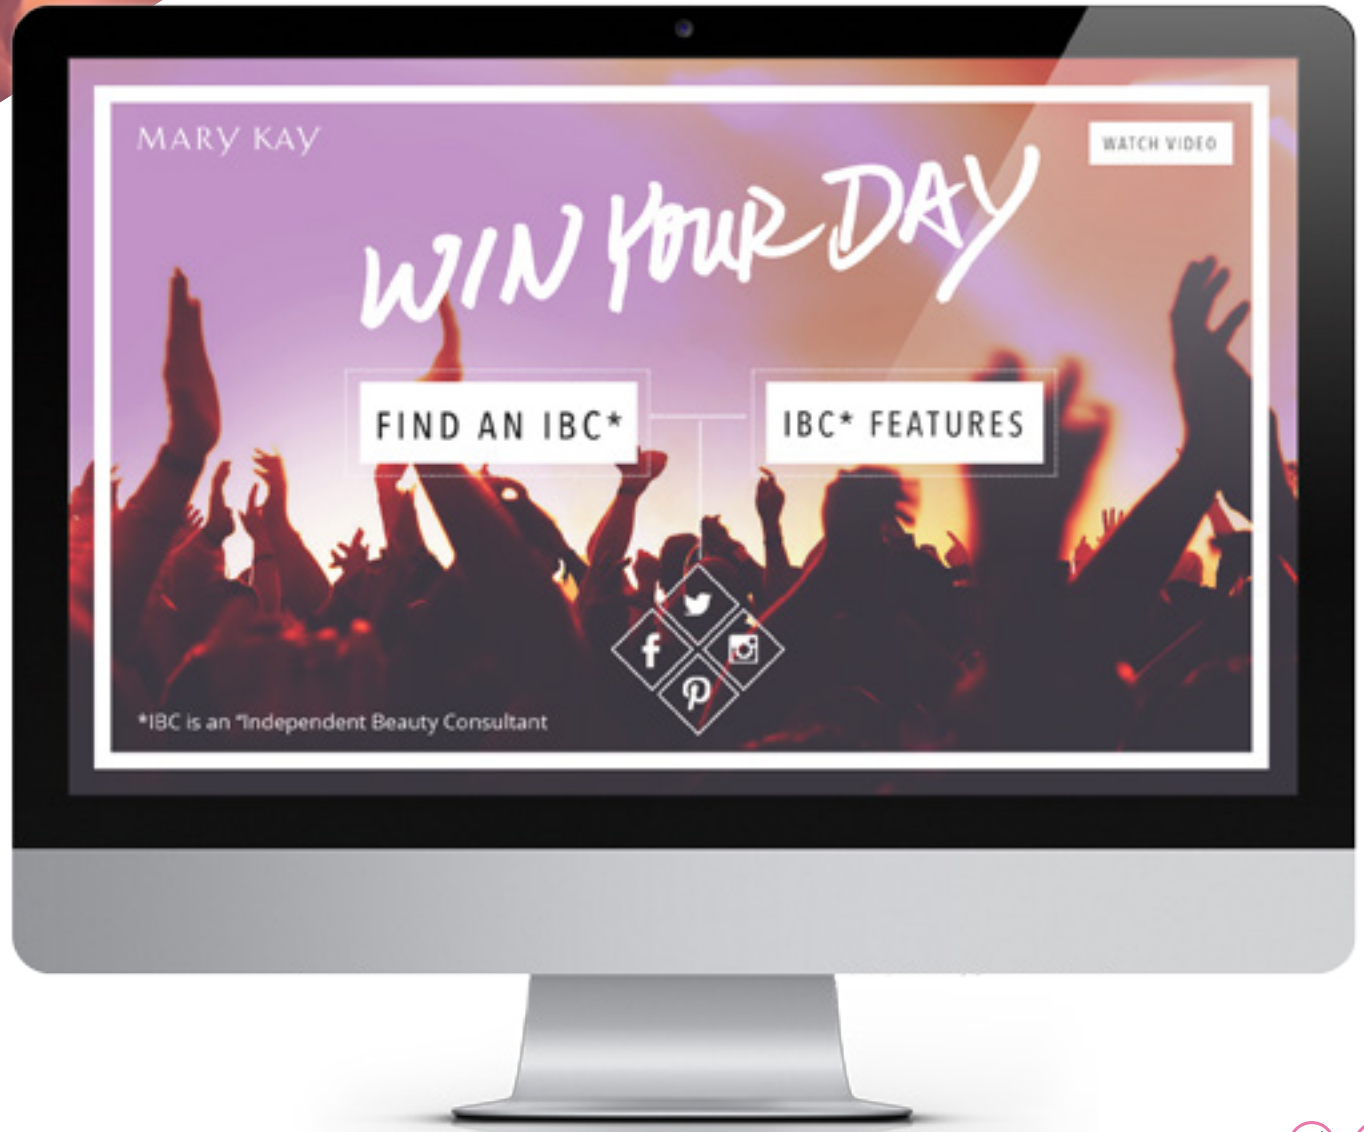 MARY KAY
WATCH VIDEO
WIN YOUR DAY
FIND AN IBC*
IBC* FEATURES
*IBC is an "Independent Beauty Consultant